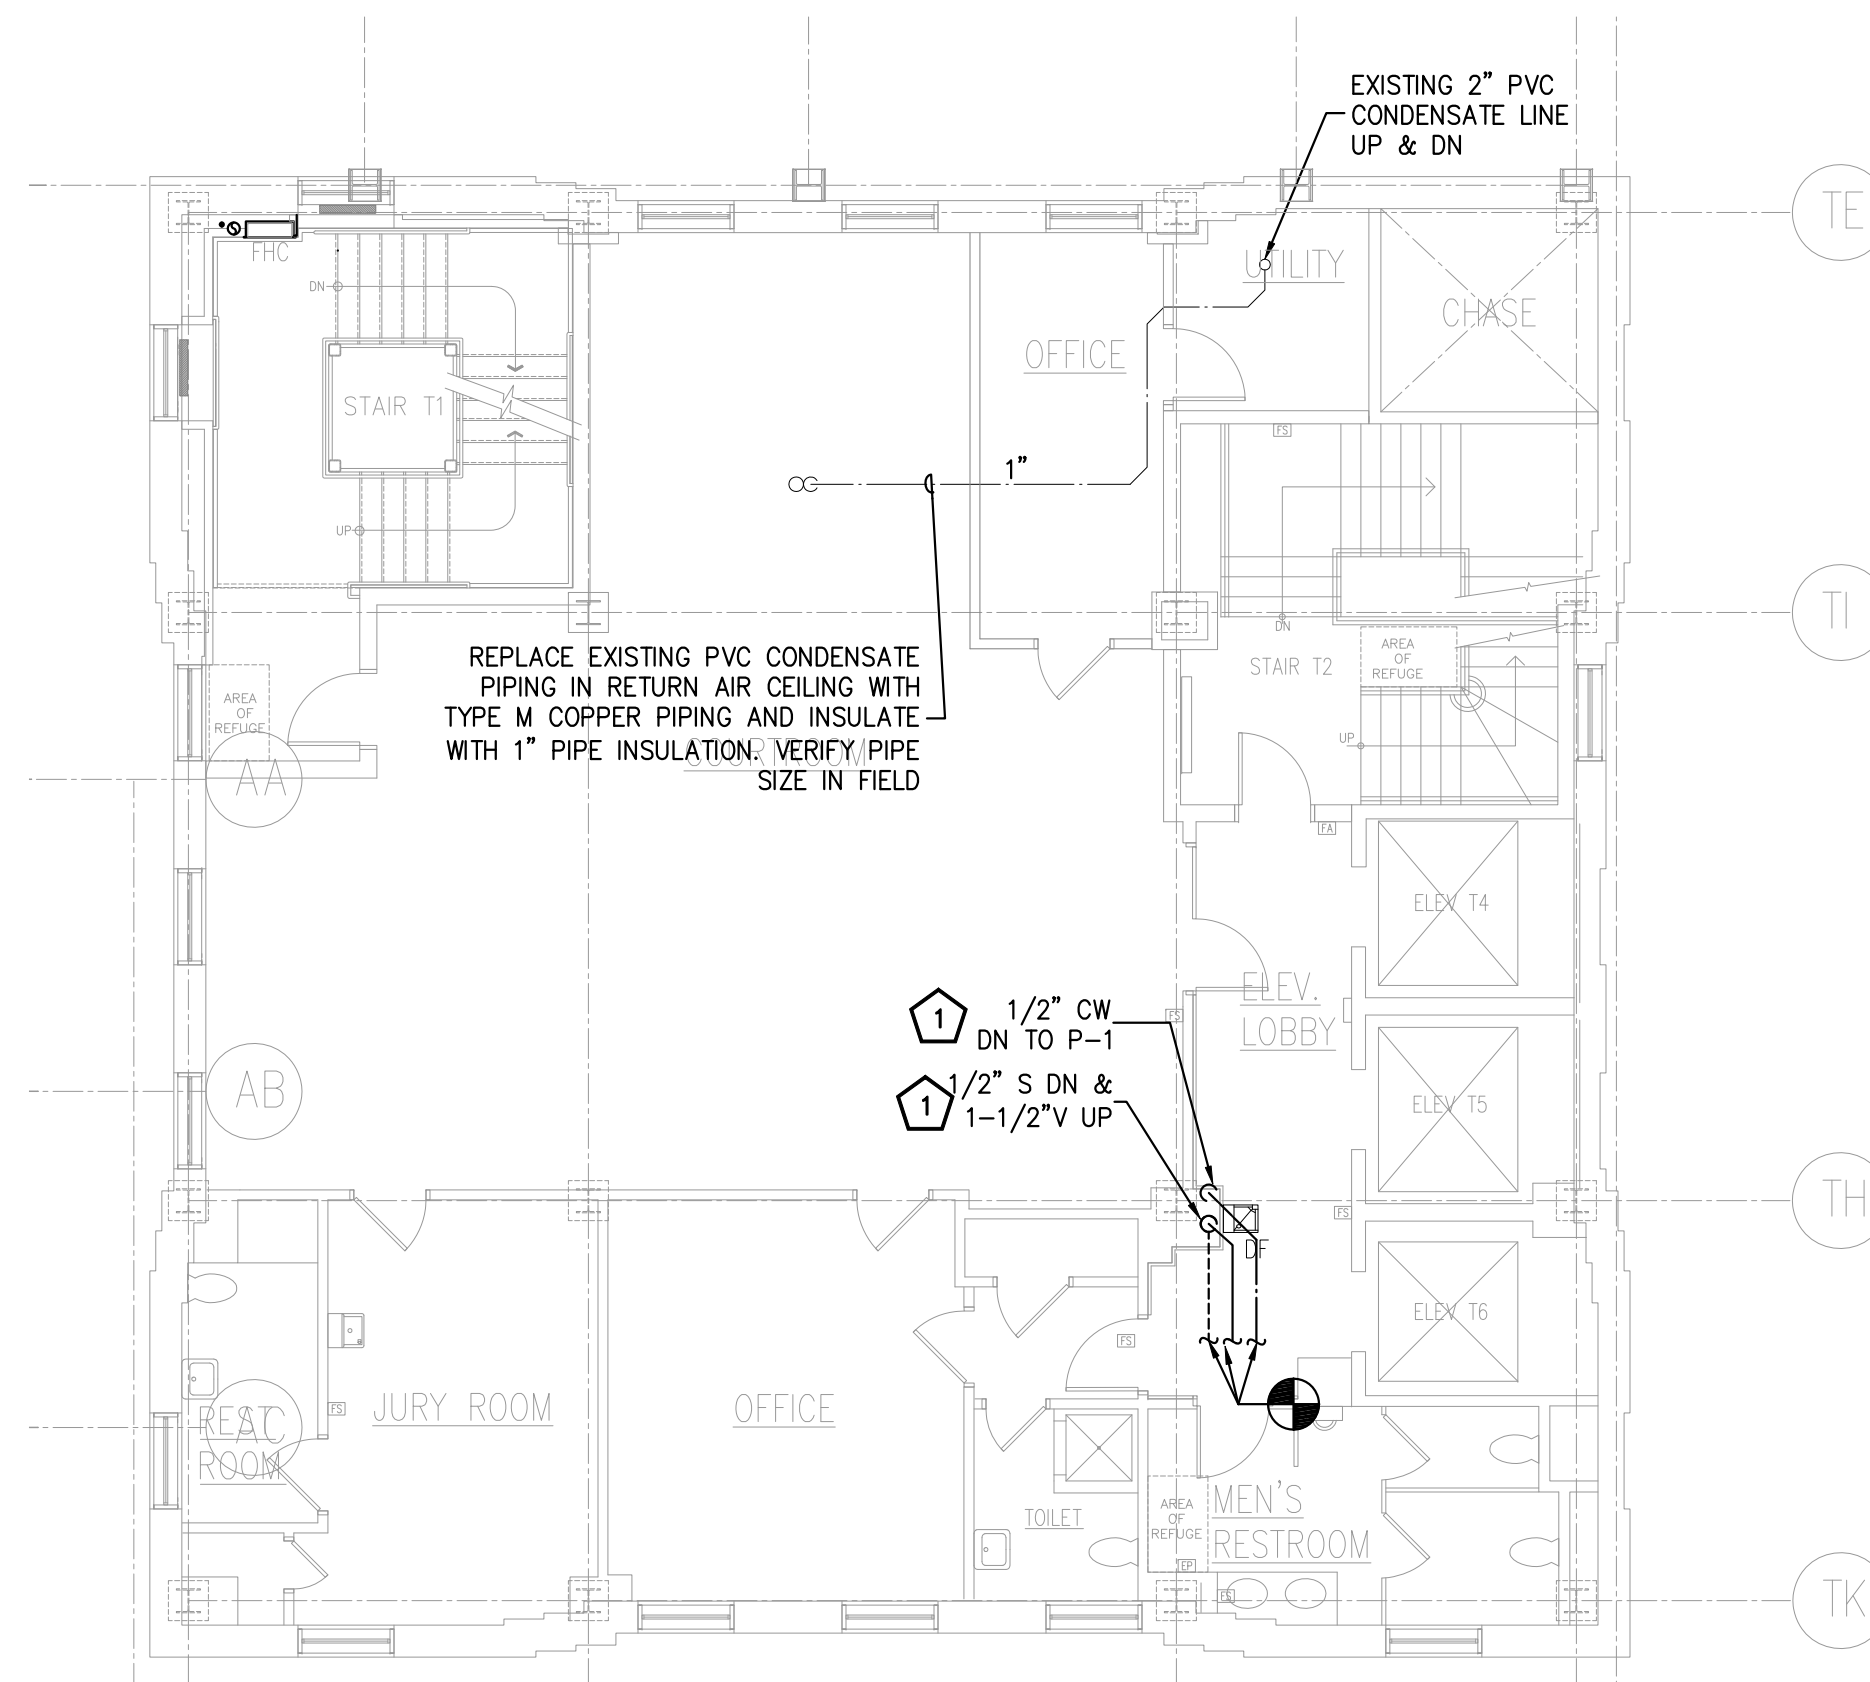 EXISTING 2" PVC
CONDENSATE LINE
UP & DN
TE
FHC
UTILITY
DN
CHASE
OFFICE
STAIR T1
FS
1"
UP
TI
DN
REPLACE EXISTING PVC CONDENSATE
PIPING IN RETURN AIR CEILING WITH
TYPE M COPPER PIPING AND INSULATE
WITH 1" PIPE INSULATION. VERIFY PIPE
SIZE IN FIELD
COURTROOM
STAIR T2
AREA
OF
REFUGE
AREA
OF
REFUGE
UP
AA
FA
ELEV T4
ELEV.
LOBBY
1
1/2" CW
DN TO P-1
FS
1
1/2" S DN &
1-1/2"V UP
AB
ELEV T5
TH
FS
DF
ELEV T6
FS
JURY ROOM
OFFICE
FS
REST
ROOM
AC
TOILET
AREA
OF
REFUGE
MEN'S
RESTROOM
FP
FS
TK